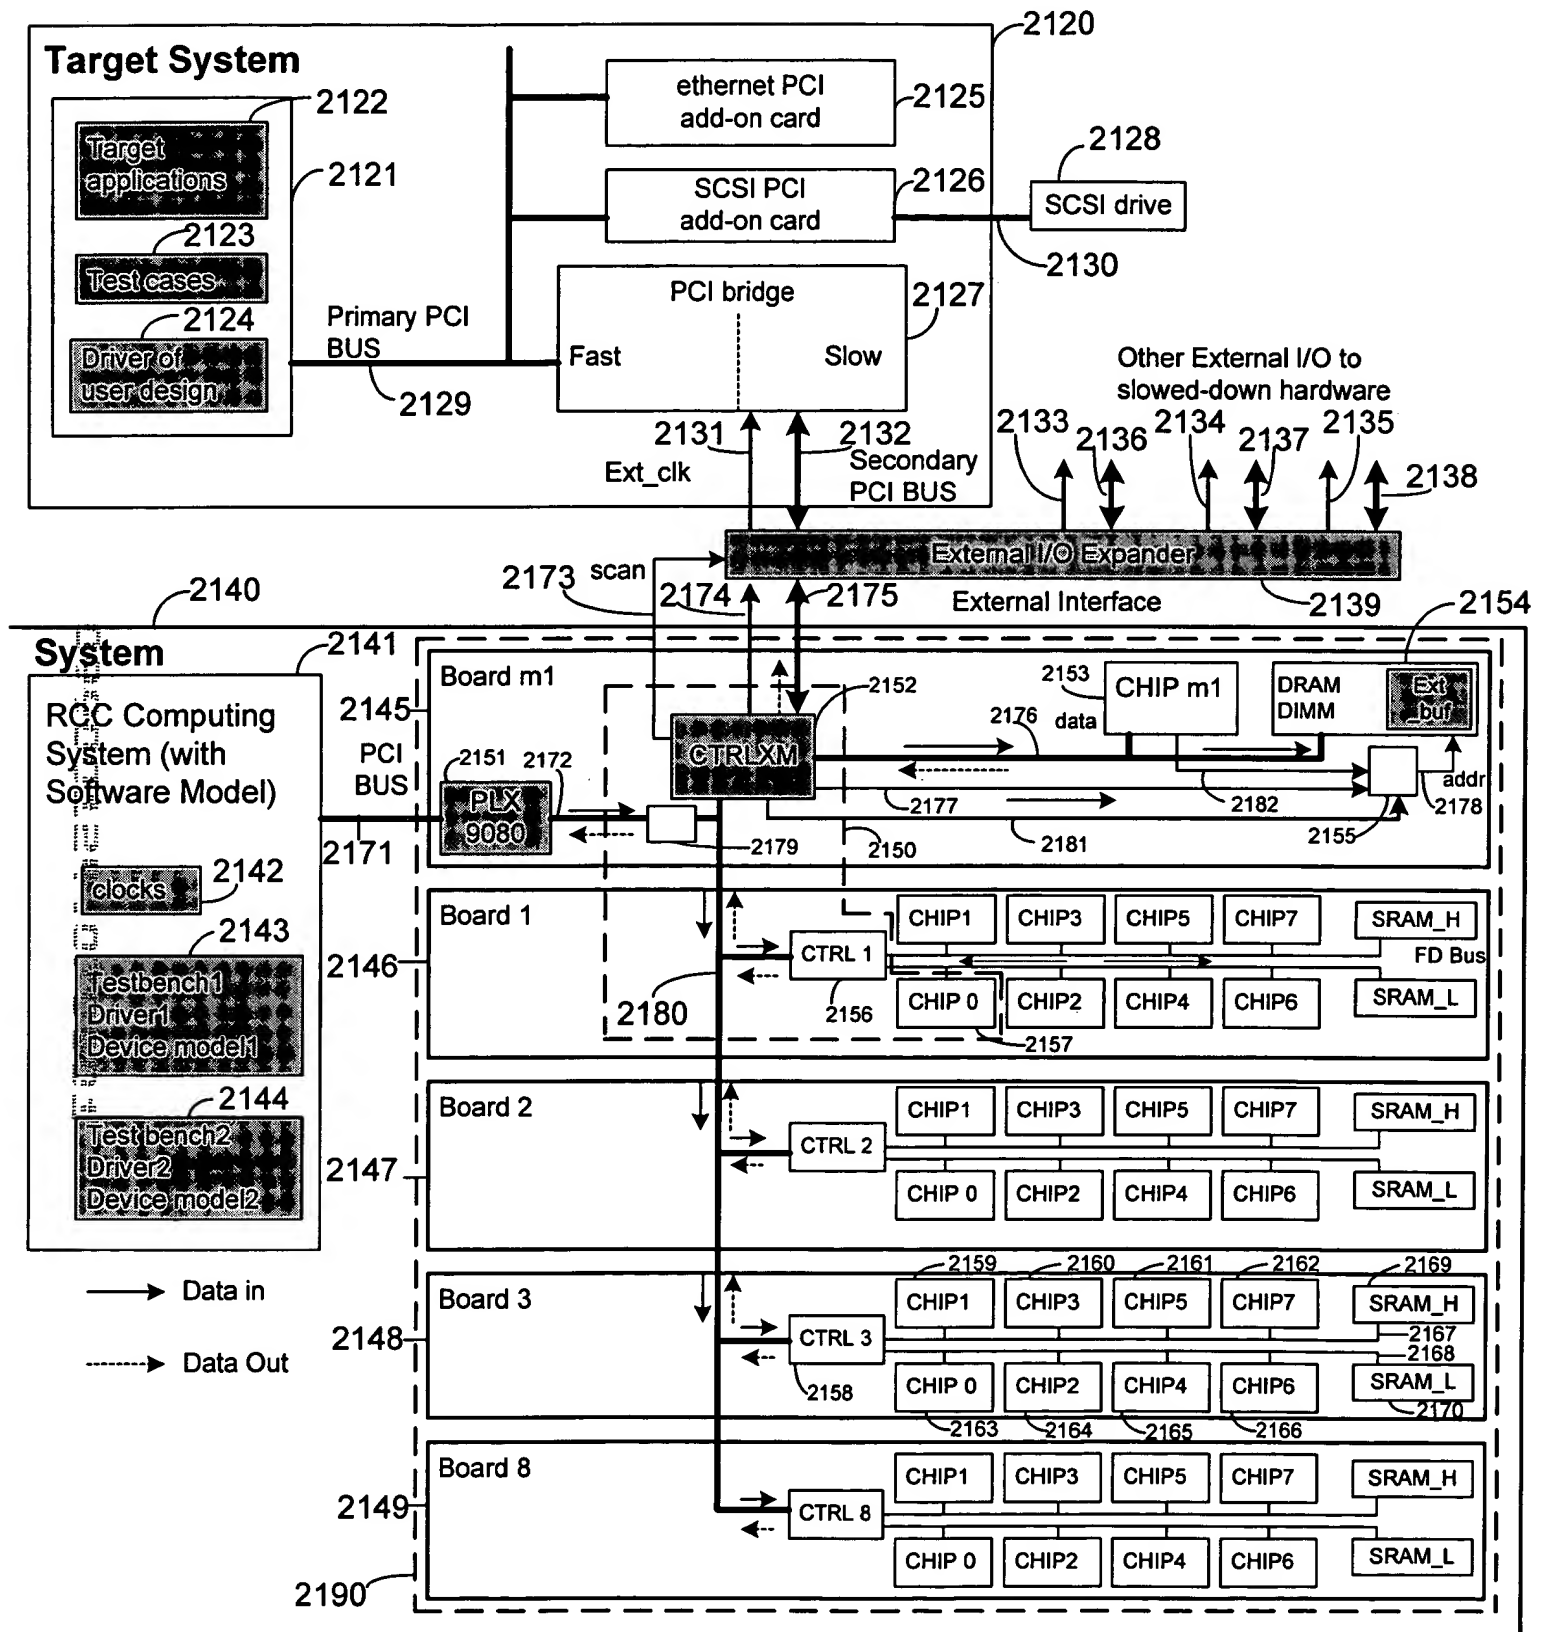 2120
Target System
2122
Target
applications
2121
2123
Test cases
2124
Driver of
user design
Primary PCI
BUS
2129
ethernet PCI
add-on card
2125
SCSI PCI
add-on card
2126
2128
SCSI drive
2130
PCI bridge
2127
Fast
Slow
2131
2132
Ext_clk
Secondary
PCI BUS
Other External I/O to
slowed-down hardware
2133
2136
2134
2137
2135
2138
External I/O Expander
2173
scan
2174
2175
External Interface
2139
2154
2140
System
2141
RCC Computing
System (with
Software Model)
2142
clocks
2143
Testbench1
Driver1
Device model1
2144
Test bench2
Driver2
Device model2
Data in
Data Out
2145
PCI
BUS
2171
Board m1
2151
PLX
9080
2172
2179
CTRLXM
2152
2150
2176
2177
2181
2153
data
CHIP m1
2182
DRAM
DIMM
Ext
_buf
addr
2178
2155
2146
Board 1
2180
CTRL 1
2156
CHIP1
CHIP3
CHIP5
CHIP7
SRAM_H
FD Bus
CHIP 0
CHIP2
CHIP4
CHIP6
SRAM_L
2157
2147
Board 2
CTRL 2
CHIP1
CHIP3
CHIP5
CHIP7
SRAM_H
CHIP 0
CHIP2
CHIP4
CHIP6
SRAM_L
2148
Board 3
CTRL 3
2158
2159
2160
2161
2162
2169
CHIP1
CHIP3
CHIP5
CHIP7
SRAM_H
2167
2168
CHIP 0
CHIP2
CHIP4
CHIP6
SRAM_L
2170
2163
2164
2165
2166
2149
Board 8
CTRL 8
CHIP1
CHIP3
CHIP5
CHIP7
SRAM_H
CHIP 0
CHIP2
CHIP4
CHIP6
SRAM_L
2190